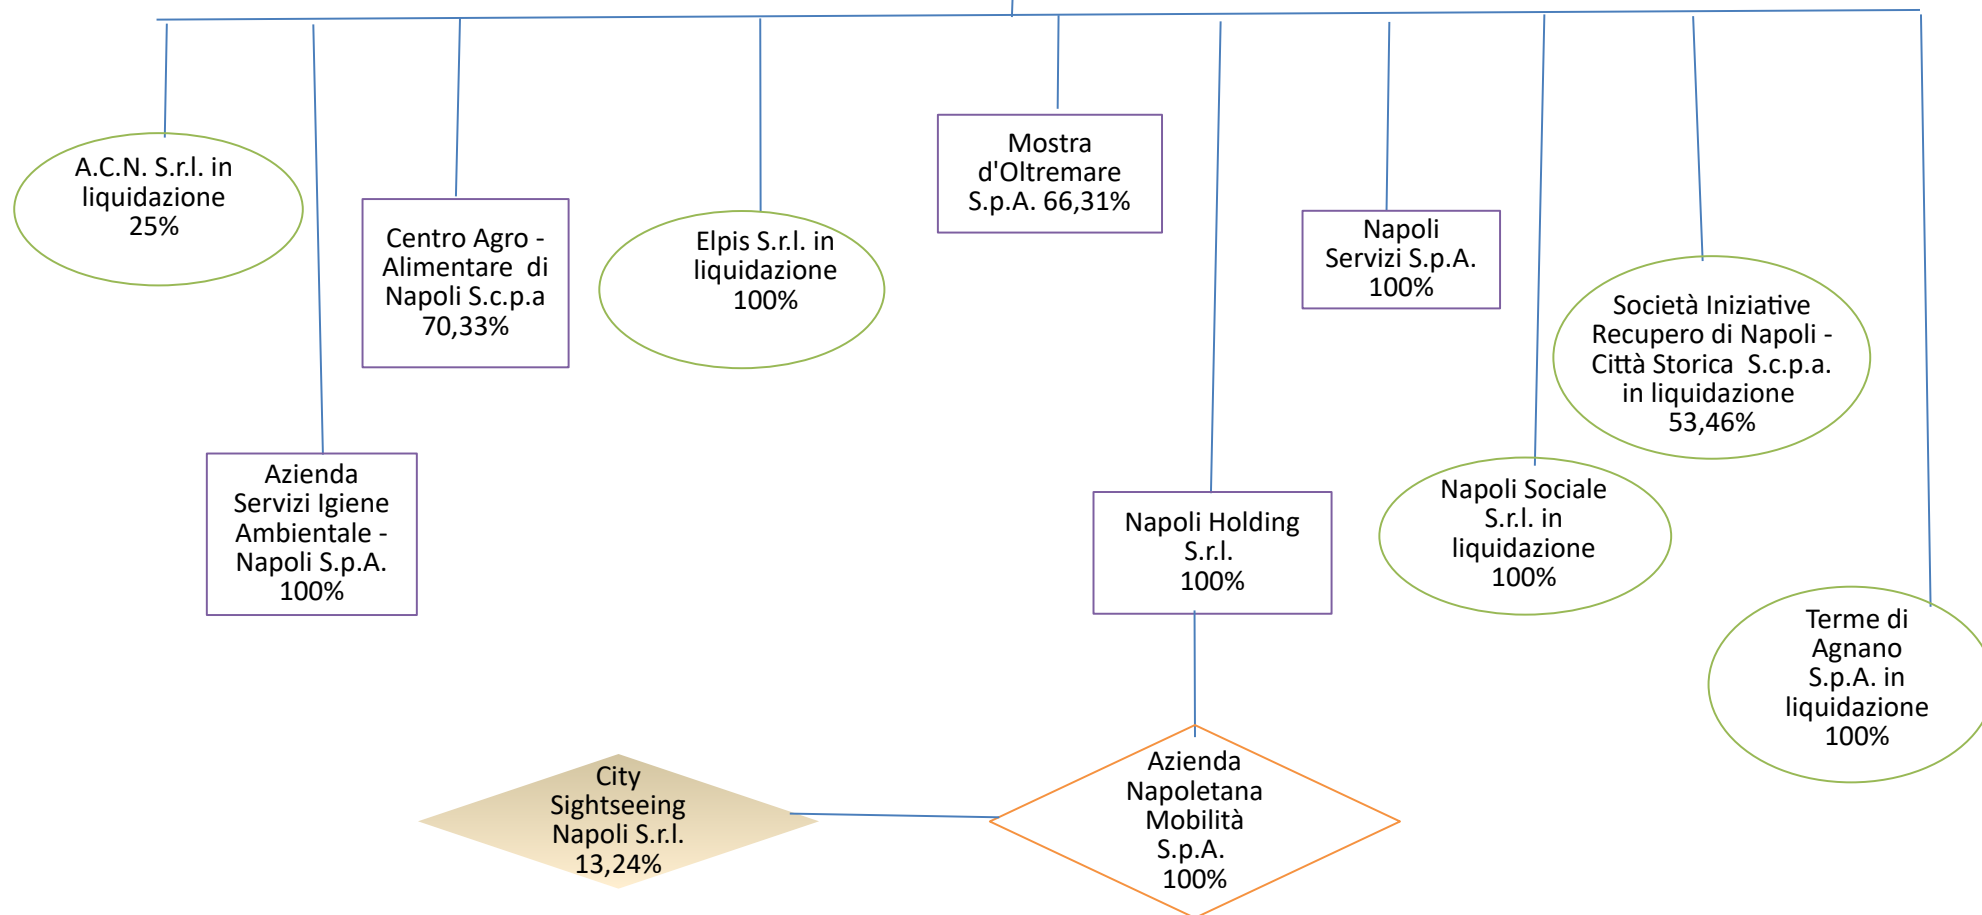 A.C.N. S.r.l. in
liquidazione
25%
Azienda
Servizi Igiene
Ambientale -
Napoli S.p.A.
100%
Centro Agro -
Alimentare di
Napoli S.c.p.a
70,33%
Elpis S.r.l. in
liquidazione
100%
Mostra
d'Oltremare
S.p.A. 66,31%
Napoli Holding
S.r.l.
100%
Napoli
Servizi S.p.A.
100%
Napoli Sociale
S.r.l. in
liquidazione
100%
Società Iniziative
Recupero di Napoli -
Città Storica S.c.p.a.
in liquidazione
53,46%
Terme di
Agnano
S.p.A. in
liquidazione
100%
City
Sightseeing
Napoli S.r.l.
13,24%
Azienda
Napoletana
Mobilità
S.p.A.
100%